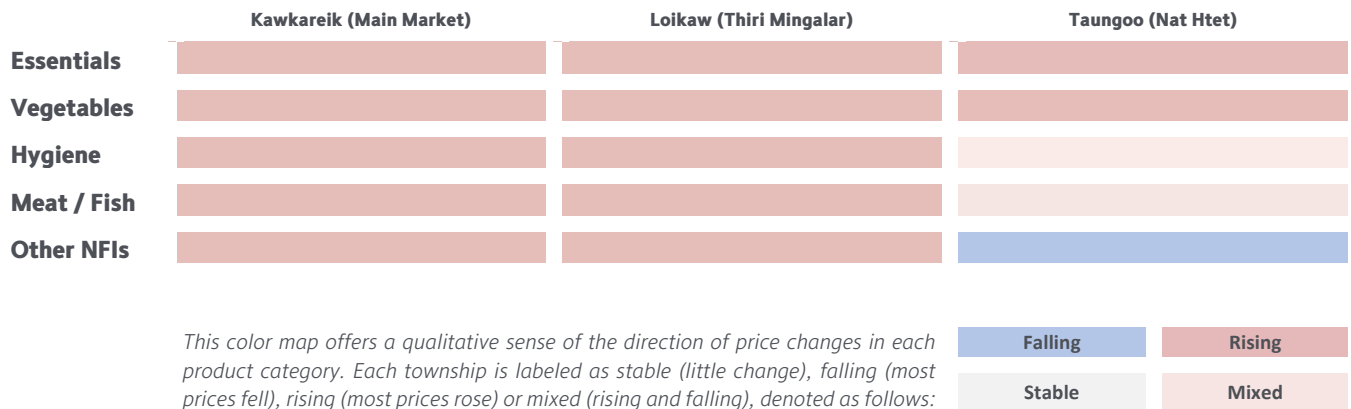 Kawkareik (Main Market) Loikaw (Thiri Mingalar) Taungoo (Nat Htet)
Essentials
Vegetables
Hygiene
Meat / Fish
Other NFIs
This color map offers a qualitative sense of the direction of price changes in each
product category. Each township is labeled as stable (little change), falling (most
prices fell), rising (most prices rose) or mixed (rising and falling), denoted as follows:
Falling Rising
Stable Mixed